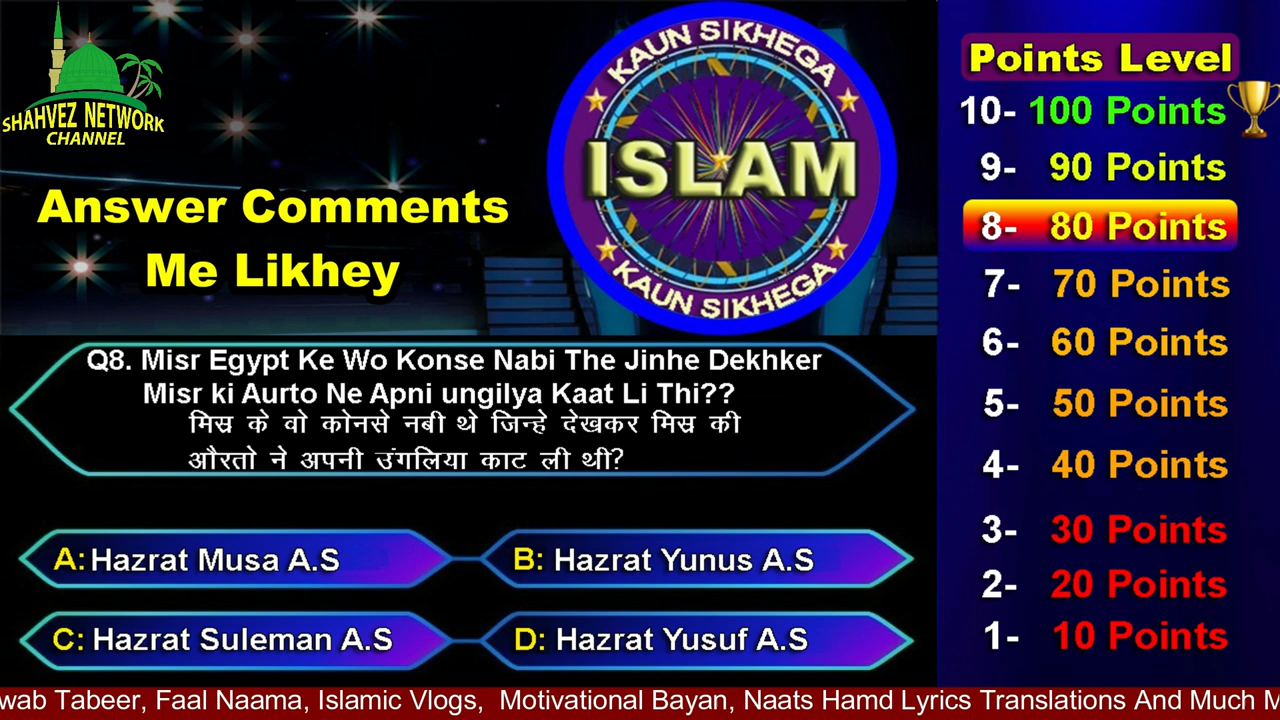 SHAHVEZ NETWORK
CHANNEL
Answer Comments
Me Likhey
KAUN SIKHEGA
ISLAM
KAUN SIKHEGA
Q8. Misr Egypt Ke Wo Konse Nabi The Jinhe Dekhker
Misr ki Aurto Ne Apni ungilya Kaat Li Thi??
मिस्र के वो कोनसे नबी थे जिन्हे देखकर मिस्र की
औरतो ने अपनी उंगलिया काट ली थीं?
A: Hazrat Musa A.S
B: Hazrat Yunus A.S
C: Hazrat Suleman A.S
D: Hazrat Yusuf A.S
Points Level
10- 100 Points
9- 90 Points
8- 80 Points
7- 70 Points
6- 60 Points
5- 50 Points
4- 40 Points
3- 30 Points
2- 20 Points
1- 10 Points
wab Tabeer, Faal Naama, Islamic Vlogs, Motivational Bayan, Naats Hamd Lyrics Translations And Much M